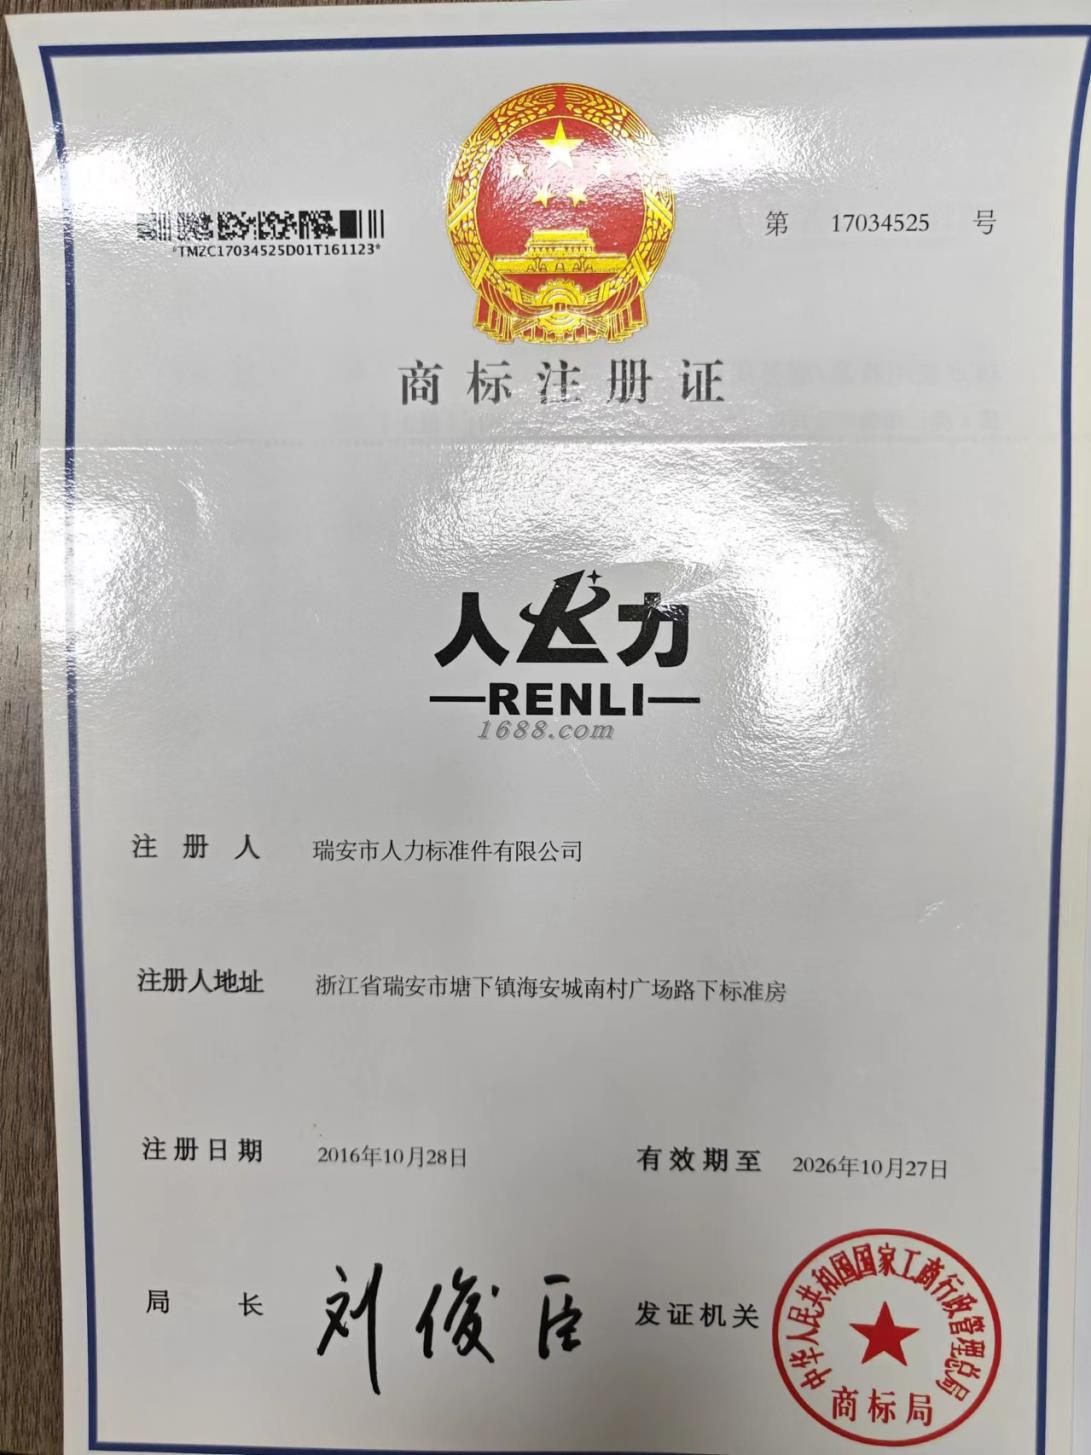 第 17034525 号
*TMZC17034525D01T161123*
商标注册证
人 力
—RENLI—
1688.com
注册人 瑞安市人力标准件有限公司
注册人地址 浙江省瑞安市塘下镇海安城南村广场路下标准房
注册日期 2016年10月28日 有效期至 2026年10月27日
局长 刘俊臣 发证机关
中华人民共和国国家工商行政管理总局
商标局